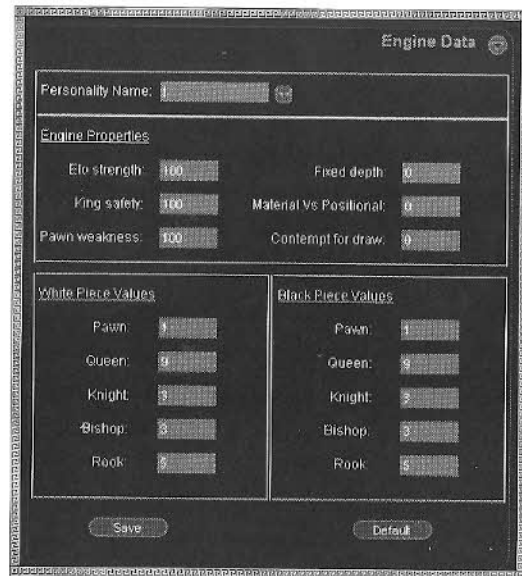 Engine Data
Personality Name: 1
Engine Properties
Elo strength: 100 Fixed depth: 0
King safety: 100 Material Vs Positional: 0
Pawn weakness: 100 Contempt for draw: 0
White Piece Values
Pawn: 1
Queen: 9
Knight: 3
Bishop: 3
Rook: 5
Black Piece Values
Pawn: 1
Queen: 9
Knight: 3
Bishop: 3
Rook: 5
Save Default